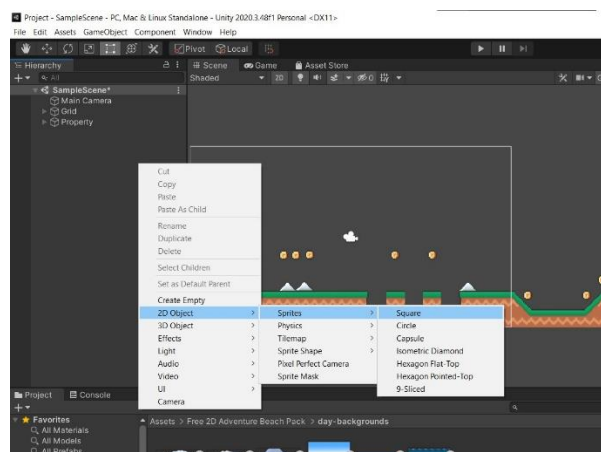 Project - SampleScene - PC, Mac & Linux Standalone - Unity 2020.3.48f1 Personal <DX11>
File Edit Assets GameObject Component Window Help
Pivot Local
Hierarchy
Scene Game Asset Store
All
Shaded 2D 0
SampleScene*
Main Camera
Grid
Property
Cut
Copy
Paste
Paste As Child
Rename
Duplicate
Delete
Select Children
Set as Default Parent
Create Empty
2D Object > Sprites > Square
3D Object > Physics > Circle
Effects > Tilemap > Capsule
Light > Sprite Shape > Isometric Diamond
Audio > Pixel Perfect Camera Hexagon Flat-Top
Video > Sprite Mask Hexagon Pointed-Top
UI > 9-Sliced
Camera
Project Console
Favorites
Assets > Free 2D Adventure Beach Pack > day-backgrounds
All Materials
All Models
All Prefabs